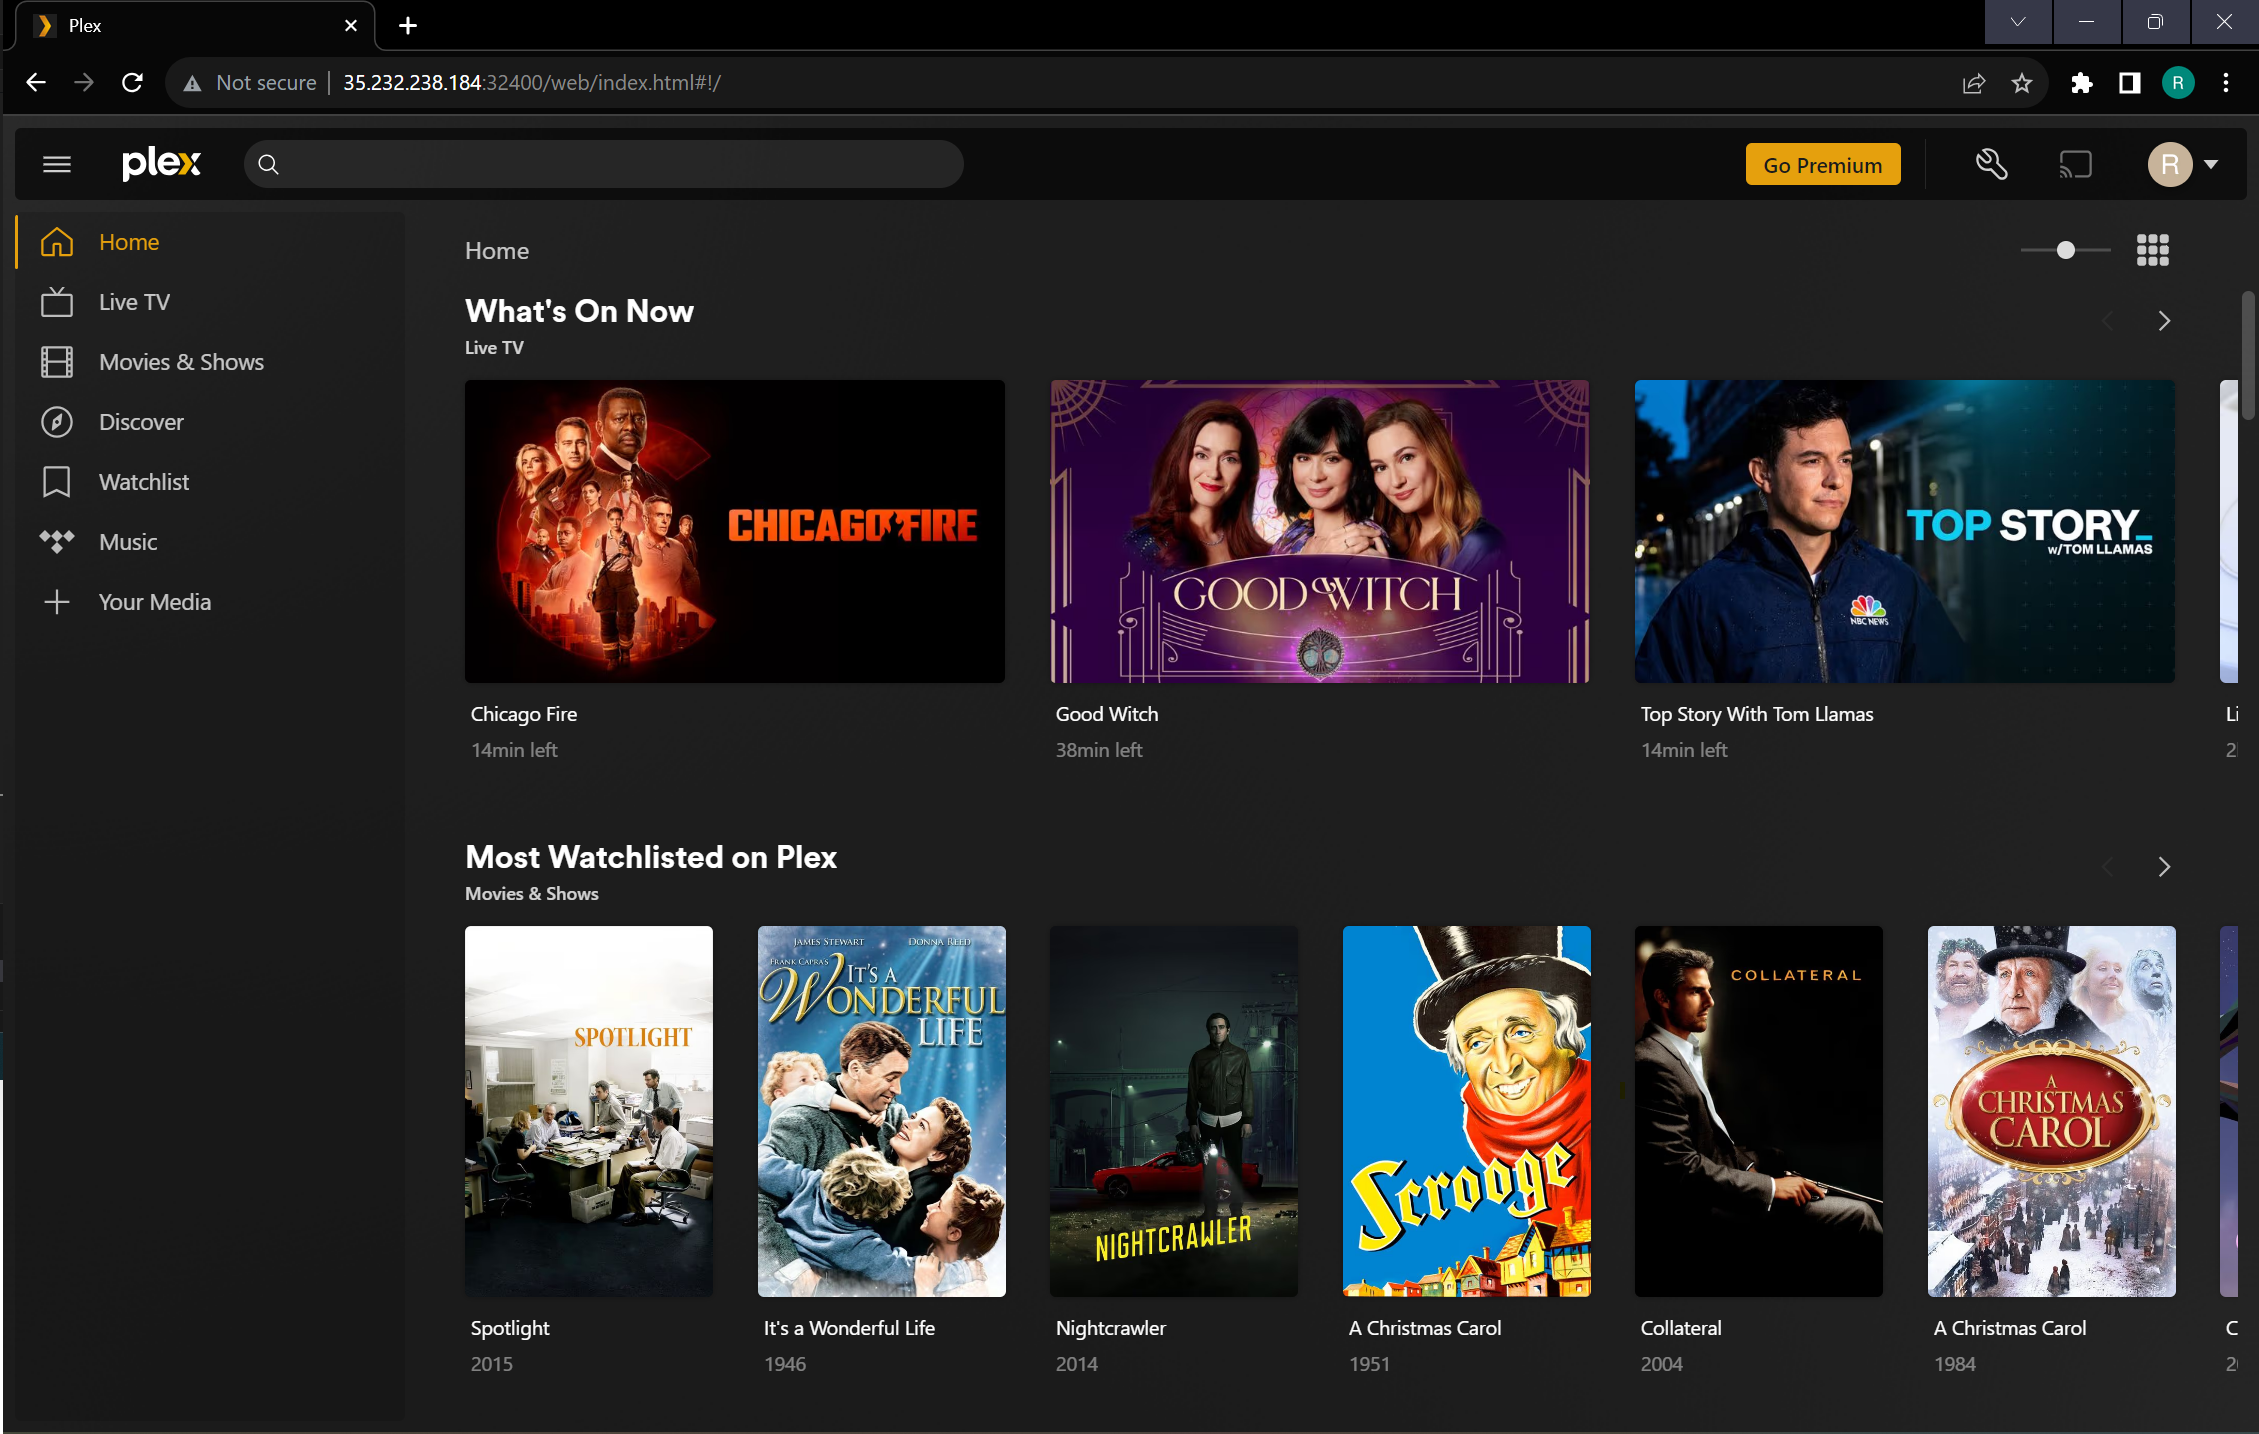 Plex
Not secure
35.232.238.184:32400/web/index.html#!/
R
plex
Go Premium
R
Home
Live TV
Movies & Shows
Discover
Watchlist
Music
Your Media
Home
What's On Now
Live TV
CHICAGO FIRE
GOOD WITCH
TOP STORY_
w/TOM LLAMAS
NBC NEWS
Chicago Fire
Good Witch
Top Story With Tom Llamas
Li
14min left
38min left
14min left
2
Most Watchlisted on Plex
Movies & Shows
SPOTLIGHT
JAMES STEWART
DONNA REED
FRANK CAPRA'S
IT'S A
WONDERFUL
LIFE
NIGHTCRAWLER
Scrooge
COLLATERAL
A
CHRISTMAS
CAROL
Spotlight
It's a Wonderful Life
Nightcrawler
A Christmas Carol
Collateral
A Christmas Carol
C
2015
1946
2014
1951
2004
1984